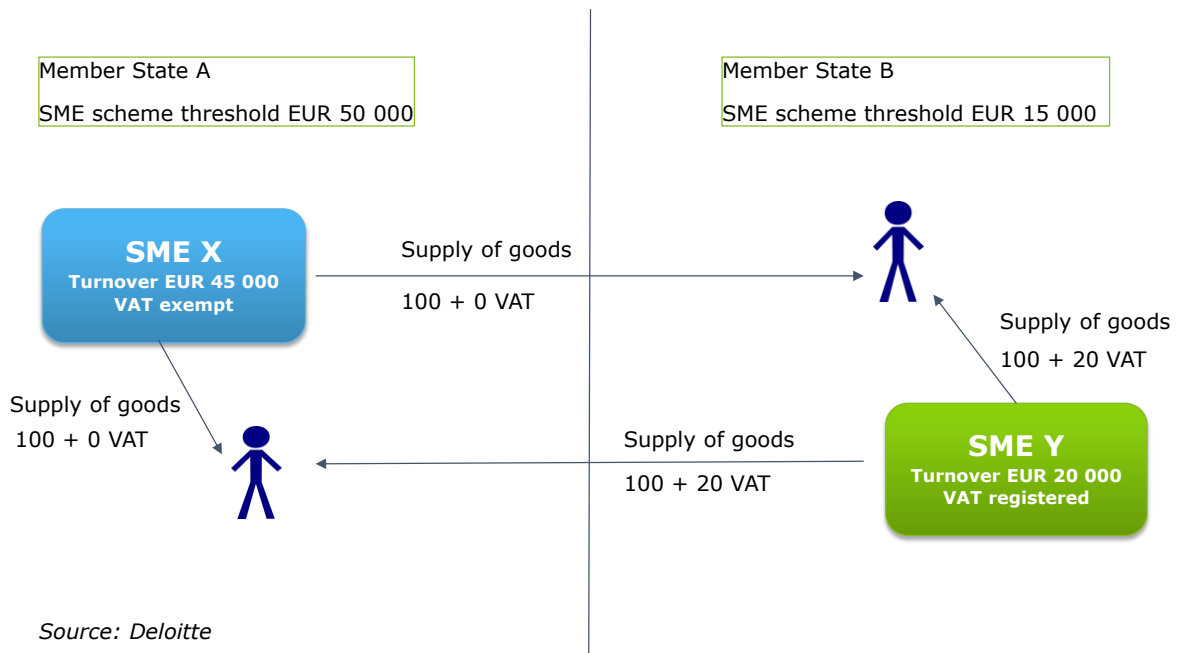 Member State A
SME scheme threshold EUR 50 000
Member State B
SME scheme threshold EUR 15 000
SME X
Turnover EUR 45 000
VAT exempt
Supply of goods
100 + 0 VAT
Supply of goods
100 + 20 VAT
Supply of goods
100 + 0 VAT
Supply of goods
100 + 20 VAT
SME Y
Turnover EUR 20 000
VAT registered
Source: Deloitte